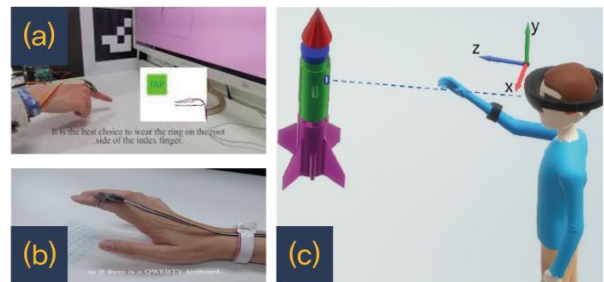 (a)
TAP
It is the best choice to wear the ring on the root
side of the index finger.
(b)
as if there is a QWERTY keyboard.
(c)
z
y
x